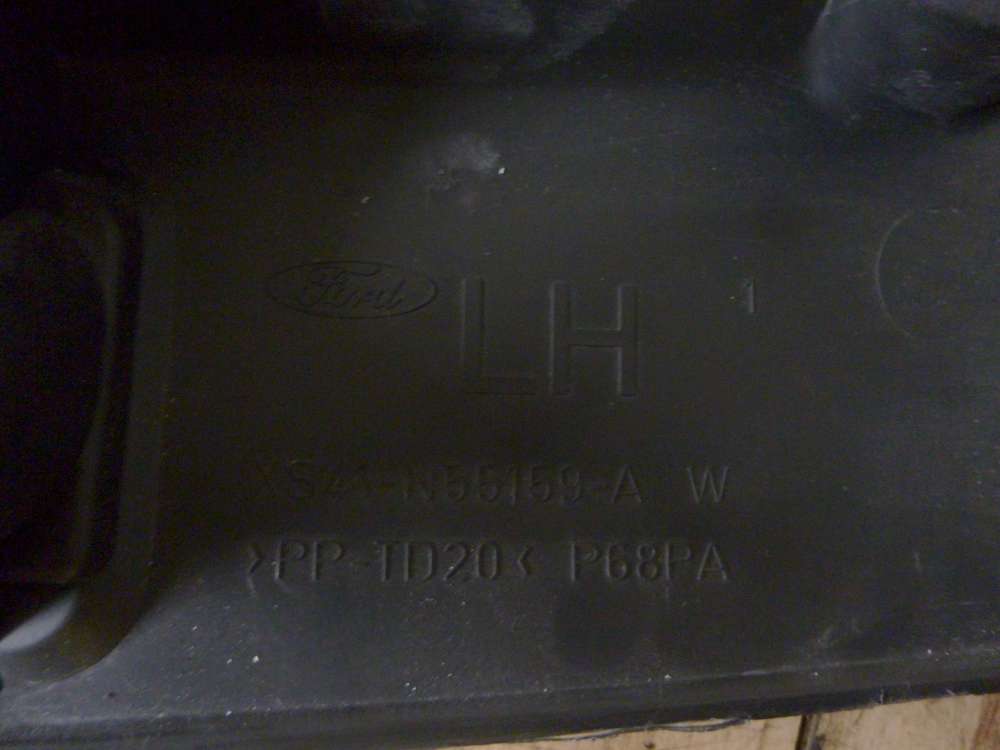 Ford LH 1
XS41-N55159-A W
>PP-TD20< P68PA